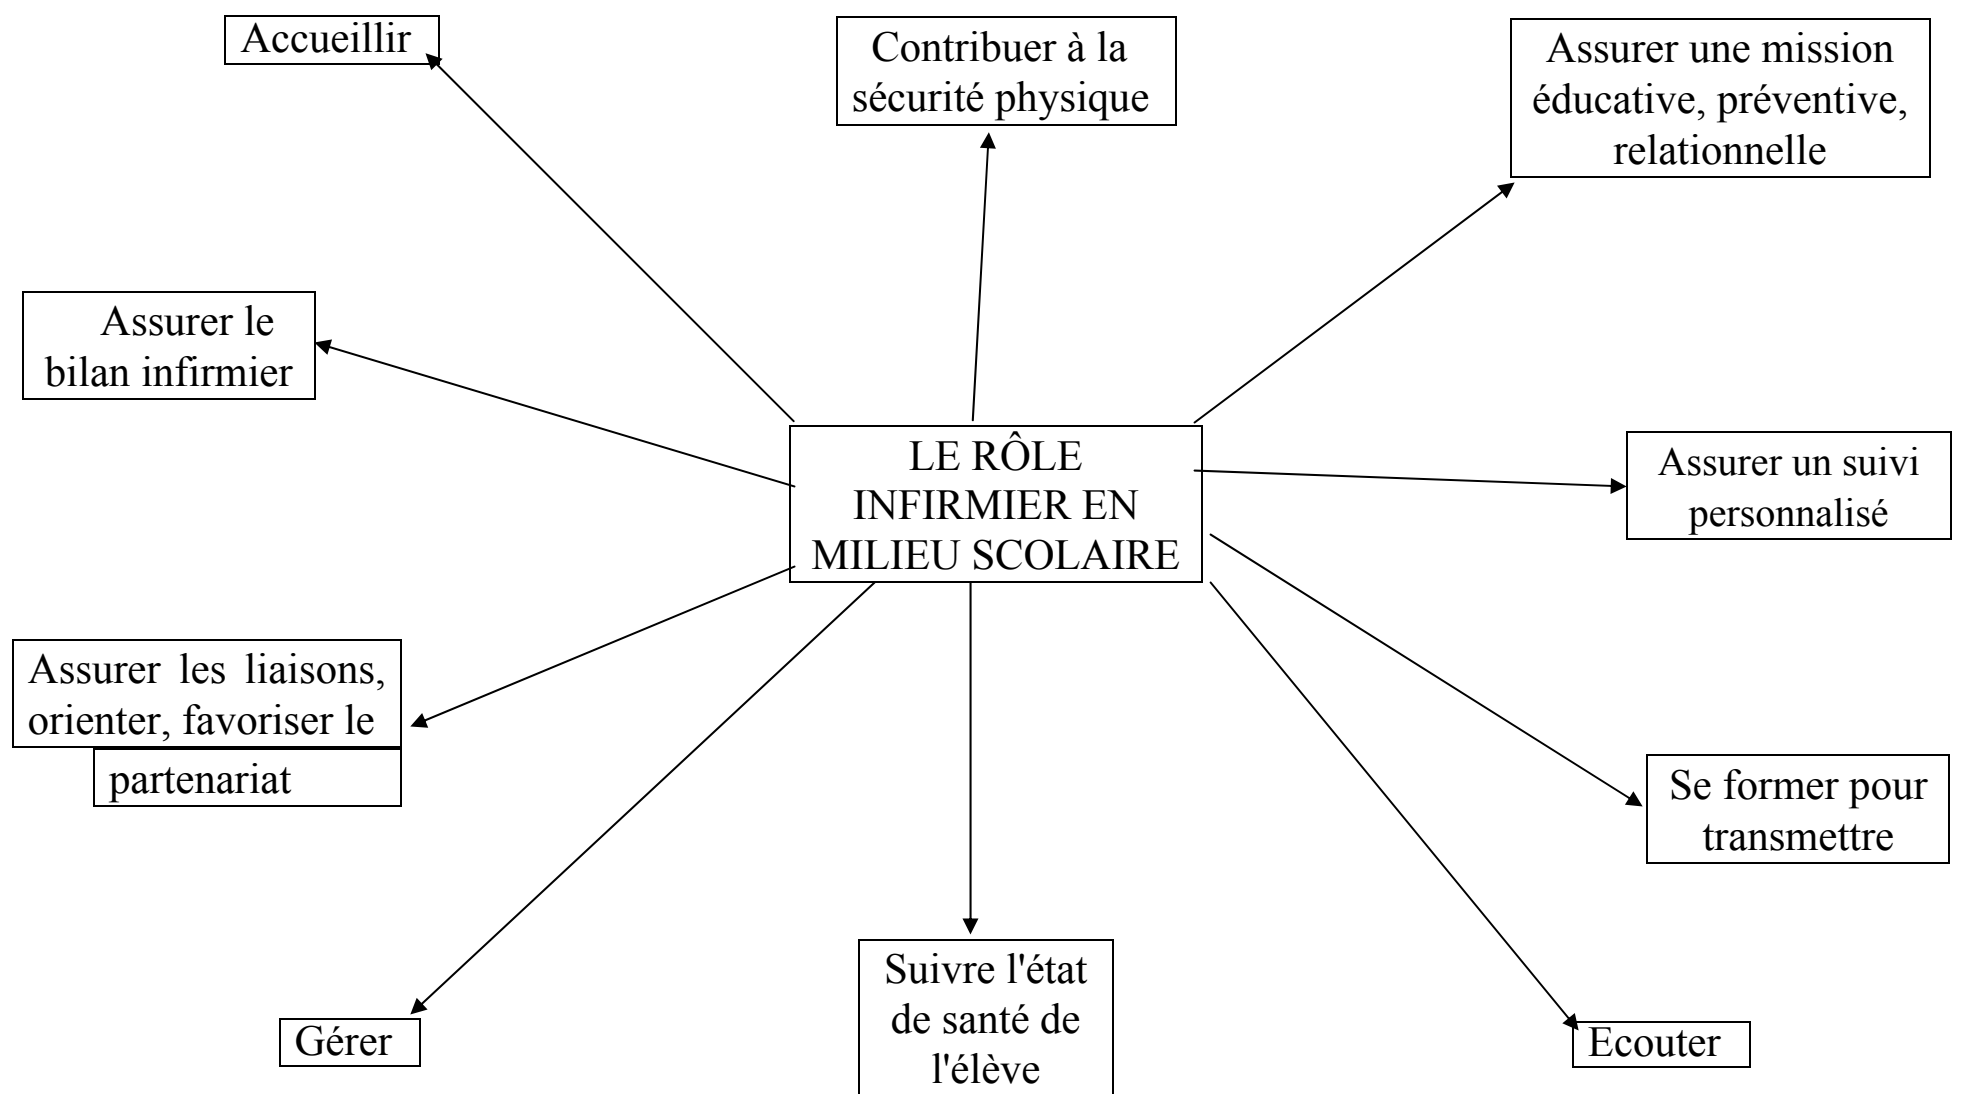 Accueillir
Contribuer à la
sécurité physique
Assurer une mission
éducative, préventive,
relationnelle
Assurer le
bilan infirmier
LE RÔLE
INFIRMIER EN
MILIEU SCOLAIRE
Assurer un suivi
personnalisé
Assurer les liaisons,
orienter, favoriser le
partenariat
Se former pour
transmettre
Gérer
Suivre l'état
de santé de
l'élève
Ecouter